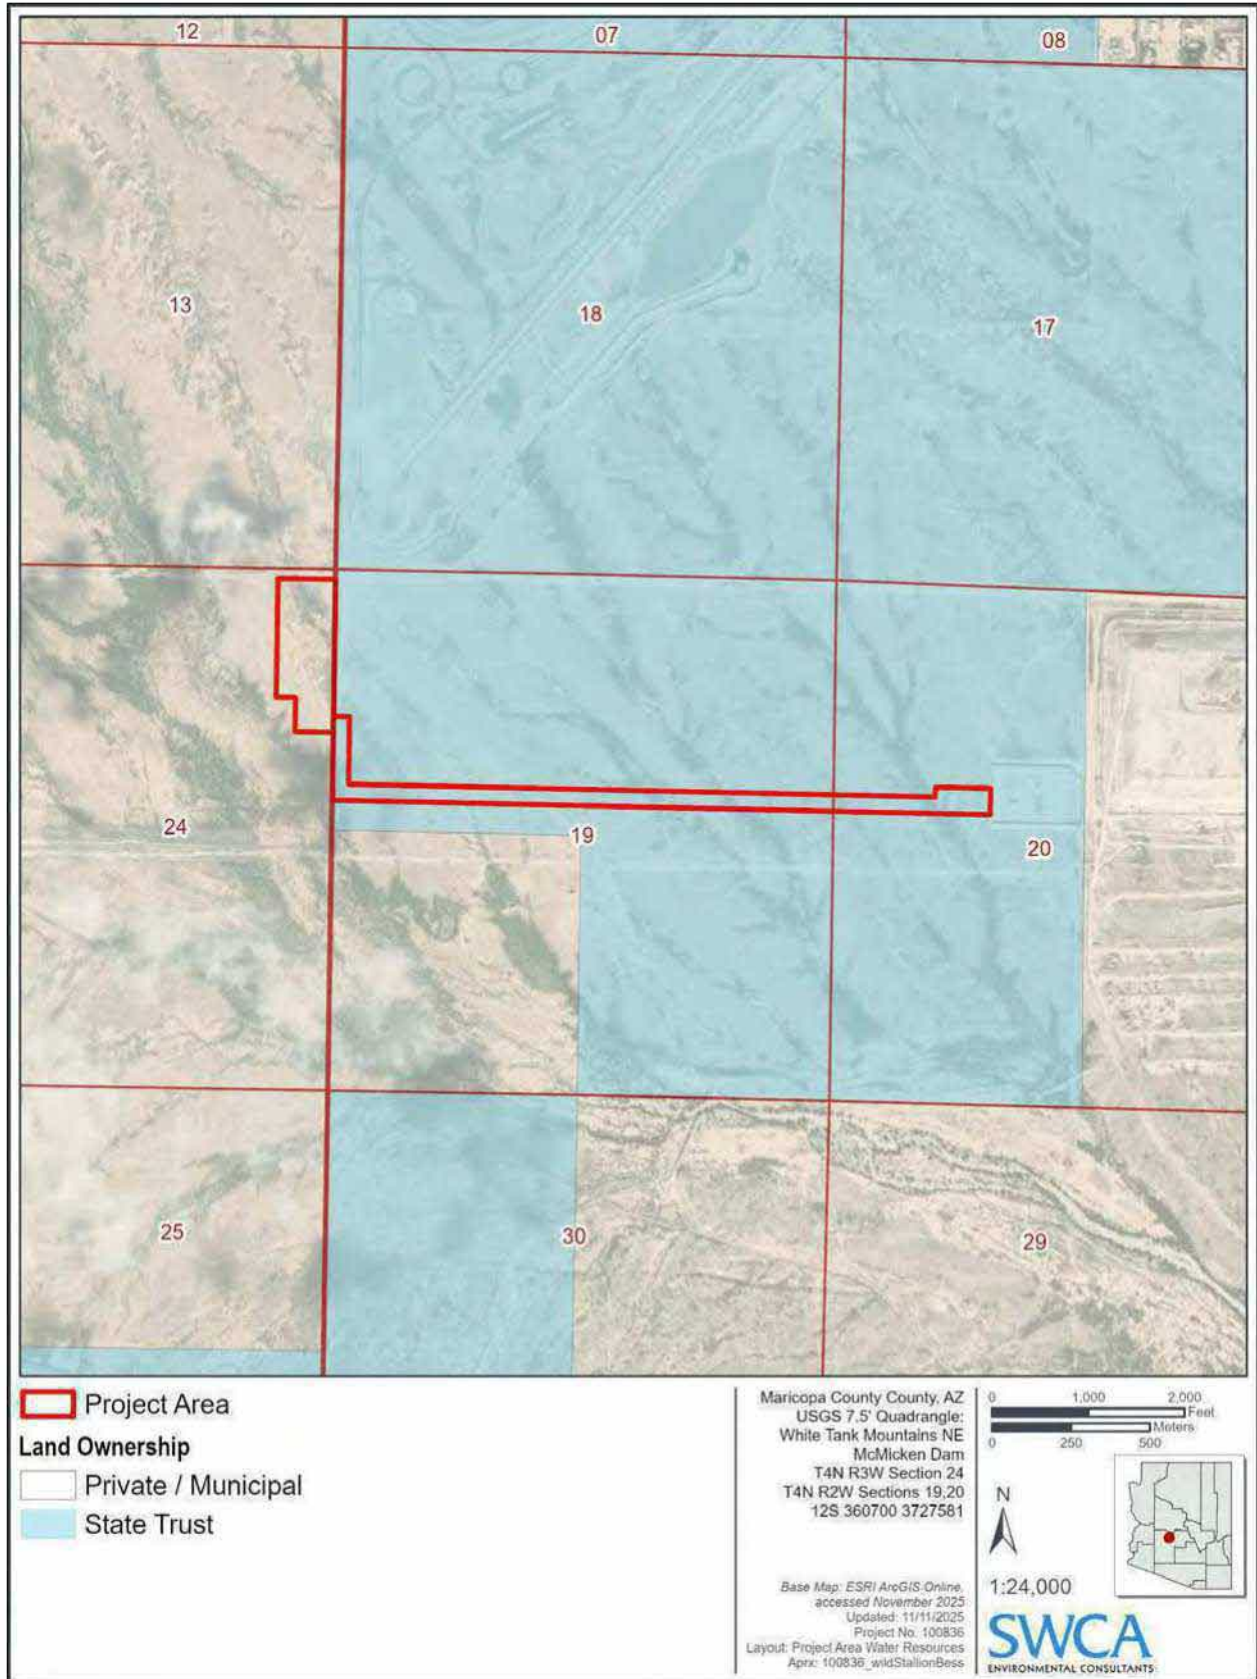 12
07
08
13
18
17
24
19
20
25
30
29
Project Area
Land Ownership
Private / Municipal
State Trust
Maricopa County County, AZ
USGS 7.5' Quadrangle:
White Tank Mountains NE
McMicken Dam
T4N R3W Section 24
T4N R2W Sections 19,20
12S 360700 3727581
Base Map: ESRI ArcGIS Online,
accessed November 2025
Updated: 11/11/2025
Project No. 100836
Layout: Project Area Water Resources
Aprx: 100836_wildStallionBess
0 1,000 2,000
Feet
Meters
0 250 500
N
1:24,000
SWCA
ENVIRONMENTAL CONSULTANTS